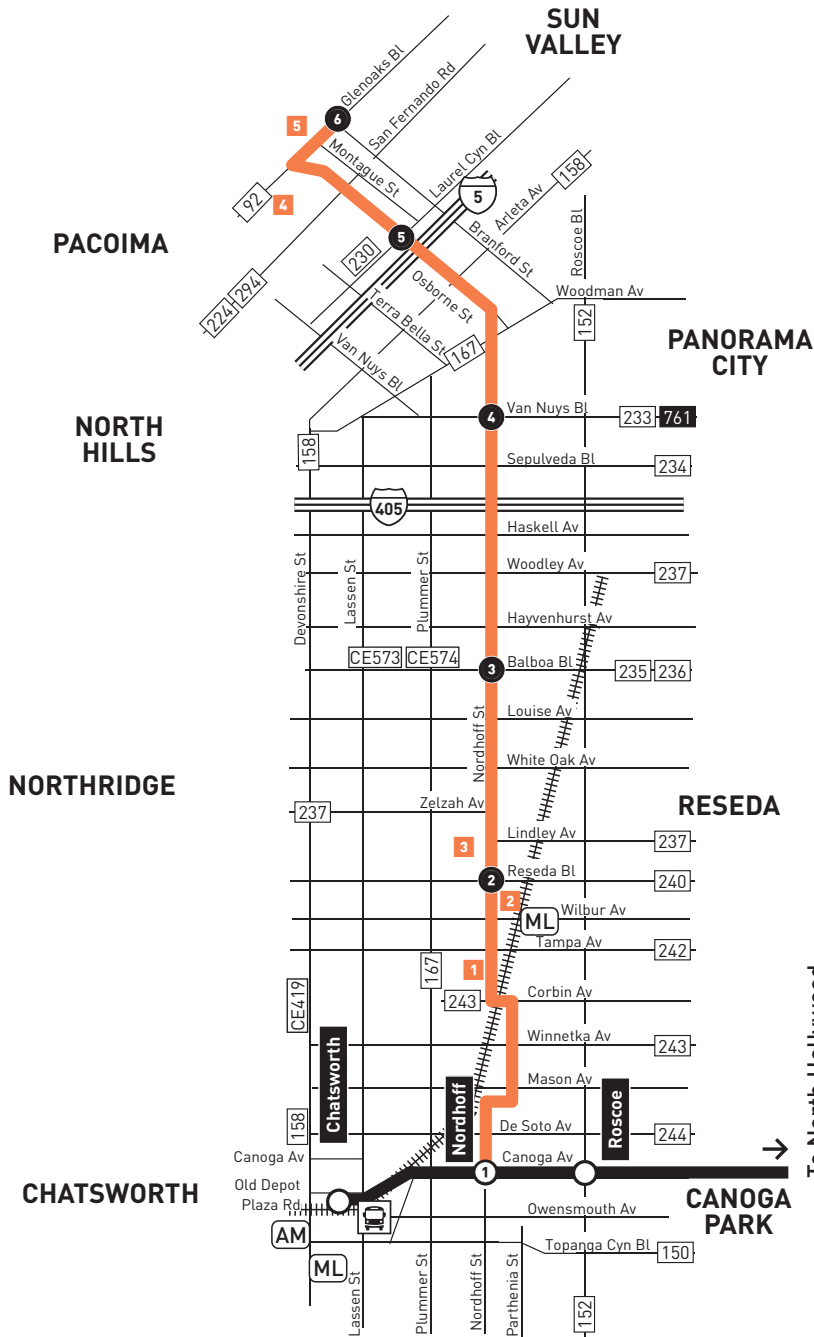 SUN
VALLEY
Glenoaks Bl
6
San Fernando Rd
5
Montague St
Laurel Cyn Bl
5
Arleta Av
158
92
4
Roscoe Bl
PACOIMA
5
Branford St
230
Osborne St
Woodman Av
224
294
Terra Bella St
152
167
PANORAMA
CITY
Van Nuys Bl
4
Van Nuys Bl
233
761
NORTH
HILLS
158
Sepulveda Bl
234
405
Haskell Av
Devonshire St
Lassen St
Plummer St
Woodley Av
237
Hayvenhurst Av
CE573
CE574
3
Balboa Bl
235
236
Nordhoff St
Louise Av
White Oak Av
NORTHRIDGE
237
Zelzah Av
RESEDA
3
Lindley Av
237
2
Reseda Bl
240
2
ML
Wilbur Av
Tampa Av
242
1
167
CE419
243
Corbin Av
Winnetka Av
243
Chatsworth
Mason Av
Nordhoff
Roscoe
158
De Soto Av
244
Canoga Av
1
Canoga Av
To North Hollywood
CHATSWORTH
Old Depot
Plaza Rd
CANOGA
PARK
Owensmouth Av
AM
Topanga Cyn Bl
150
ML
Lassen St
Plummer St
Nordhoff St
Parthenia St
152